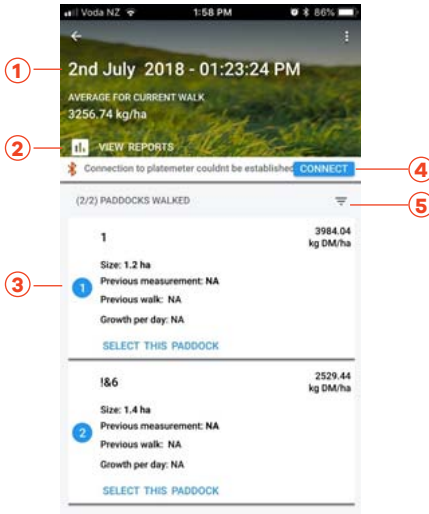 Voda NZ 1:58 PM 86%
1
2nd July 2018 - 01:23:24 PM
AVERAGE FOR CURRENT WALK
3256.74 kg/ha
2
VIEW REPORTS
Connection to platemeter couldnt be established CONNECT
4
(2/2) PADDOCKS WALKED
5
1
3984.04
kg DM/ha
Size: 1.2 ha
3
1
Previous measurement: NA
Previous walk: NA
Growth per day: NA
SELECT THIS PADDOCK
!&6
2529.44
kg DM/ha
Size: 1.4 ha
2
Previous measurement: NA
Previous walk: NA
Growth per day: NA
SELECT THIS PADDOCK